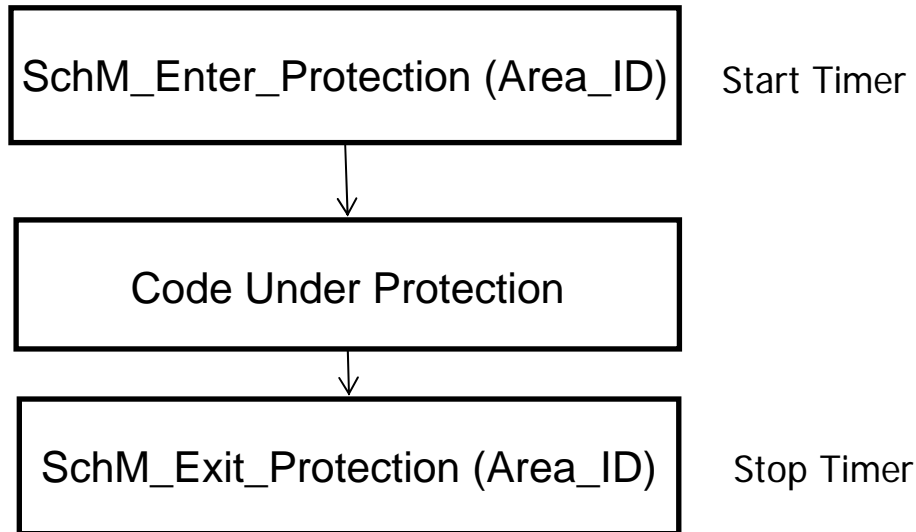 SchM_Enter_Protection (Area_ID)
Start Timer
Code Under Protection
SchM_Exit_Protection (Area_ID)
Stop Timer